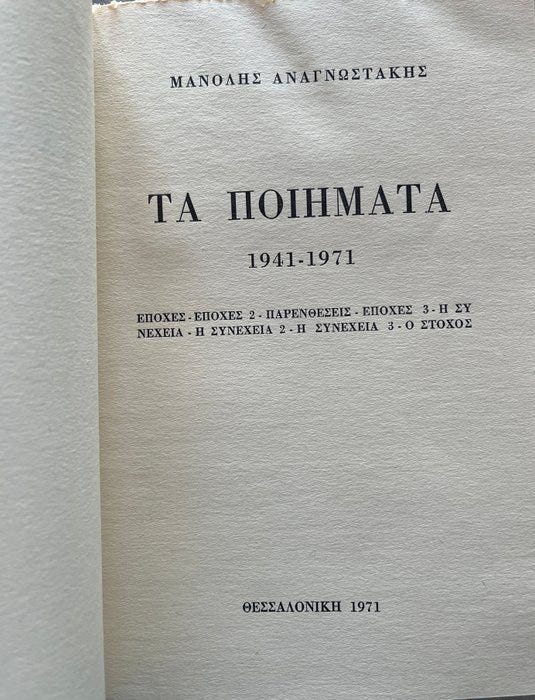 ΜΑΝΟΛΗΣ ΑΝΑΓΝΩΣΤΑΚΗΣ
ΤΑ ΠΟΙΗΜΑΤΑ
1941-1971
ΕΠΟΧΕΣ - ΕΠΟΧΕΣ 2 - ΠΑΡΕΝΘΕΣΕΙΣ - ΕΠΟΧΕΣ 3 - Η ΣΥ
ΝΕΧΕΙΑ - Η ΣΥΝΕΧΕΙΑ 2 - Η ΣΥΝΕΧΕΙΑ 3 - Ο ΣΤΟΧΟΣ
ΘΕΣΣΑΛΟΝΙΚΗ 1971